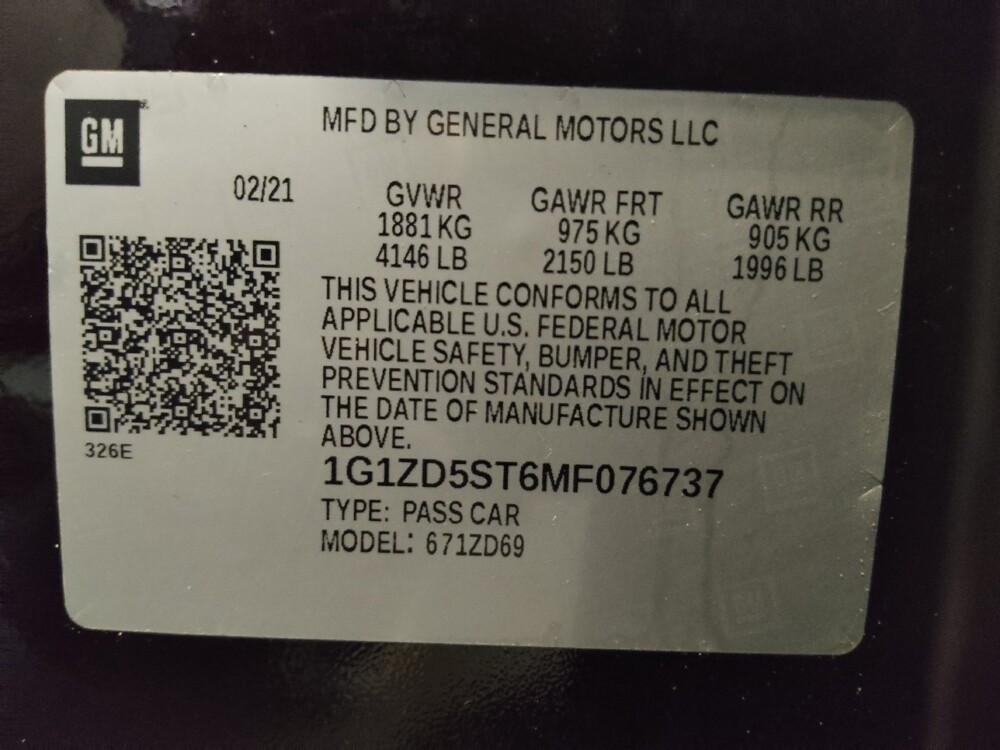 GM
MFD BY GENERAL MOTORS LLC
02/21
GVWR GAWR FRT GAWR RR
1881 KG 975 KG 905 KG
4146 LB 2150 LB 1996 LB
THIS VEHICLE CONFORMS TO ALL
APPLICABLE U.S. FEDERAL MOTOR
VEHICLE SAFETY, BUMPER, AND THEFT
PREVENTION STANDARDS IN EFFECT ON
THE DATE OF MANUFACTURE SHOWN
ABOVE.
326E
1G1ZD5ST6MF076737
TYPE: PASS CAR
MODEL: 671ZD69